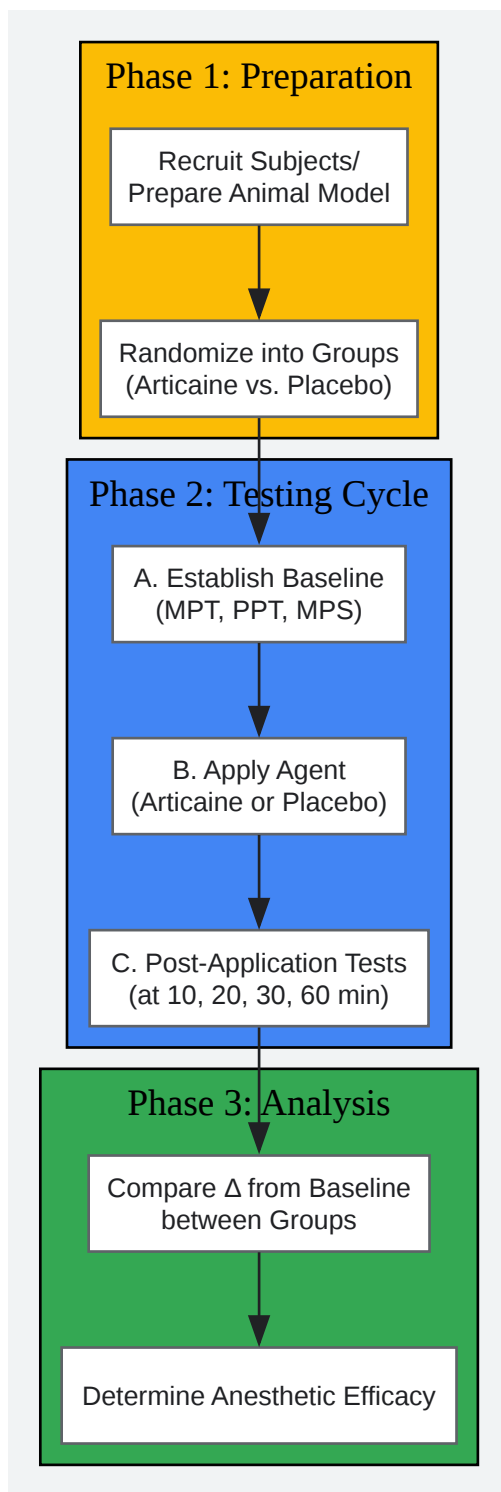 Phase 1: Preparation
Recruit Subjects/
Prepare Animal Model
Randomize into Groups
(Articaine vs. Placebo)
Phase 2: Testing Cycle
A. Establish Baseline
(MPT, PPT, MPS)
B. Apply Agent
(Articaine or Placebo)
C. Post-Application Tests
(at 10, 20, 30, 60 min)
Phase 3: Analysis
Compare Δ from Baseline
between Groups
Determine Anesthetic Efficacy